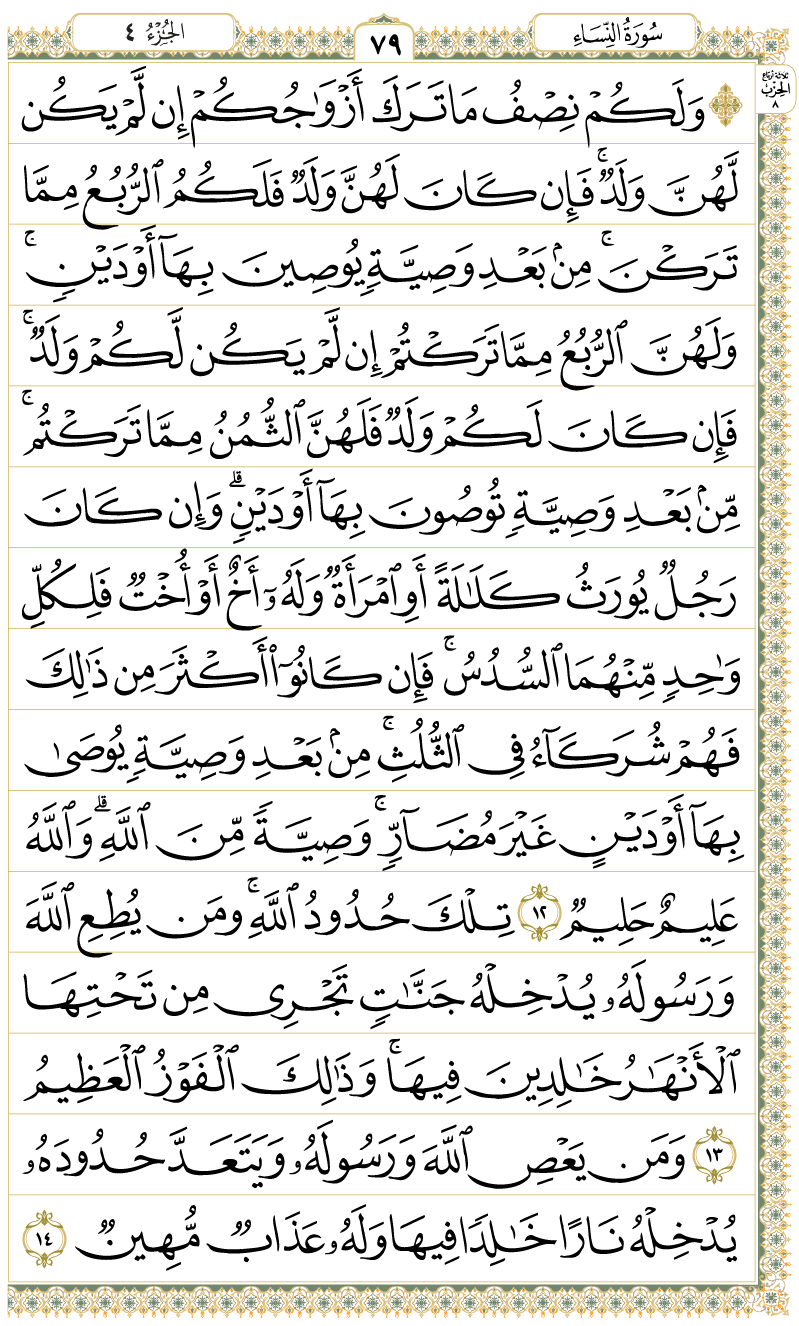 سُورَةُ النِّسَاءِ
٧٩
الجُزْءُ ٤
ثلاثة أرباع
الحِزْبِ
٨
۞ وَلَكُمْ نِصْفُ مَا تَرَكَ أَزْوَٰجُكُمْ إِن لَّمْ يَكُن
لَّهُنَّ وَلَدٌۚ فَإِن كَانَ لَهُنَّ وَلَدٌ فَلَكُمُ ٱلرُّبُعُ مِمَّا
تَرَكْنَۚ مِنۢ بَعْدِ وَصِيَّةٍ يُوصِينَ بِهَآ أَوْ دَيْنٍۚ
وَلَهُنَّ ٱلرُّبُعُ مِمَّا تَرَكْتُمْ إِن لَّمْ يَكُن لَّكُمْ وَلَدٌۚ
فَإِن كَانَ لَكُمْ وَلَدٌ فَلَهُنَّ ٱلثُّمُنُ مِمَّا تَرَكْتُمۚ
مِّنۢ بَعْدِ وَصِيَّةٍ تُوصُونَ بِهَآ أَوْ دَيْنٍۗ وَإِن كَانَ
رَجُلٌ يُورَثُ كَلَٰلَةً أَوِ ٱمْرَأَةٌ وَلَهُۥٓ أَخٌ أَوْ أُخْتٌ فَلِكُلِّ
وَٰحِدٍ مِّنْهُمَا ٱلسُّدُسُۚ فَإِن كَانُوٓا۟ أَكْثَرَ مِن ذَٰلِكَ
فَهُمْ شُرَكَآءُ فِى ٱلثُّلُثِۚ مِنۢ بَعْدِ وَصِيَّةٍ يُوصَىٰ
بِهَآ أَوْ دَيْنٍ غَيْرَ مُضَآرٍّۚ وَصِيَّةً مِّنَ ٱللَّهِۗ وَٱللَّهُ
عَلِيمٌ حَلِيمٌ ١٢ تِلْكَ حُدُودُ ٱللَّهِۚ وَمَن يُطِعِ ٱللَّهَ
وَرَسُولَهُۥ يُدْخِلْهُ جَنَّٰتٍ تَجْرِى مِن تَحْتِهَا
ٱلْأَنْهَٰرُ خَٰلِدِينَ فِيهَاۚ وَذَٰلِكَ ٱلْفَوْزُ ٱلْعَظِيمُ
١٣ وَمَن يَعْصِ ٱللَّهَ وَرَسُولَهُۥ وَيَتَعَدَّ حُدُودَهُۥ
يُدْخِلْهُ نَارًا خَٰلِدًا فِيهَا وَلَهُۥ عَذَابٌ مُّهِينٌ ١٤